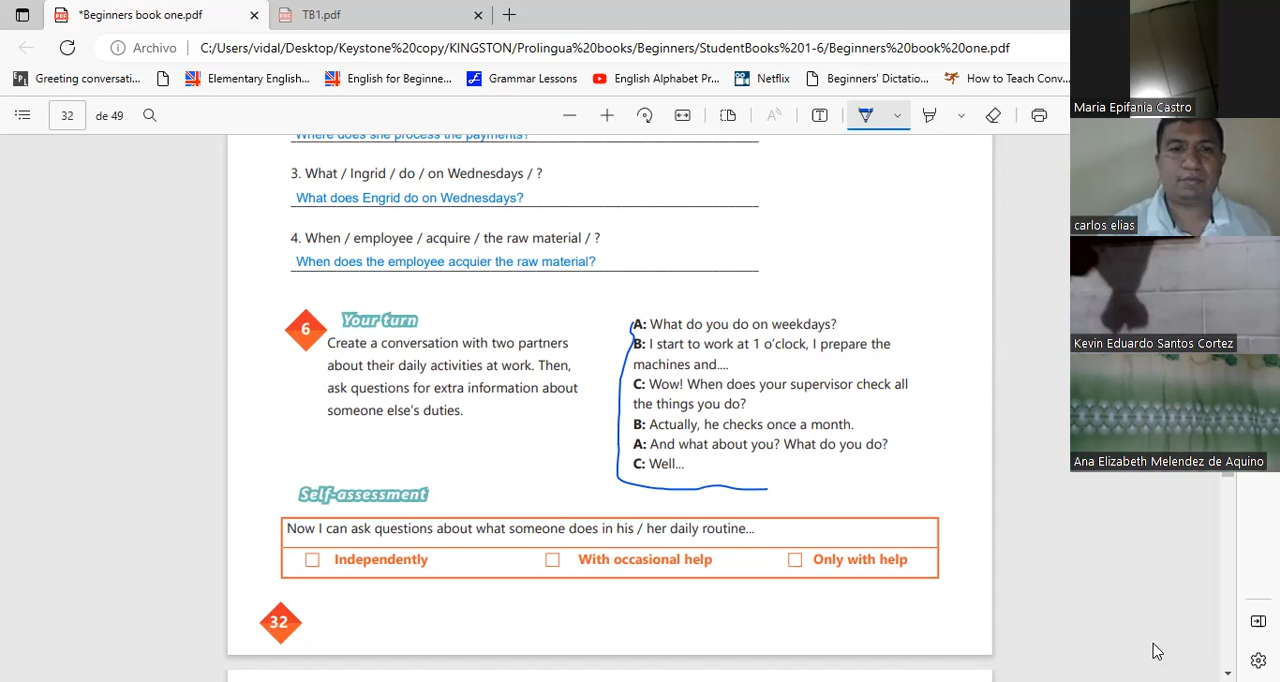 *Beginners book one.pdf
TB1.pdf
Archivo
C:/Users/vidal/Desktop/Keystone%20copy/KINGSTON/Prolingua%20books/Beginners/StudentBooks%201-6/Beginners%20book%20one.pdf
Greeting conversati...
Elementary English...
English for Beginne...
Grammar Lessons
English Alphabet Pr...
Netflix
Beginners' Dictatio...
How to Teach Conv...
32 de 49
Where does she process the payments?
3. What / Ingrid / do / on Wednesdays / ?
What does Engrid do on Wednesdays?
4. When / employee / acquire / the raw material / ?
When does the employee acquier the raw material?
6
Your turn
Create a conversation with two partners
about their daily activities at work. Then,
ask questions for extra information about
someone else's duties.
A: What do you do on weekdays?
B: I start to work at 1 o'clock, I prepare the
machines and....
C: Wow! When does your supervisor check all
the things you do?
B: Actually, he checks once a month.
A: And what about you? What do you do?
C: Well...
Self-assessment
Now I can ask questions about what someone does in his / her daily routine...
Independently
With occasional help
Only with help
32
Maria Epifania Castro
carlos elias
Kevin Eduardo Santos Cortez
Ana Elizabeth Melendez de Aquino